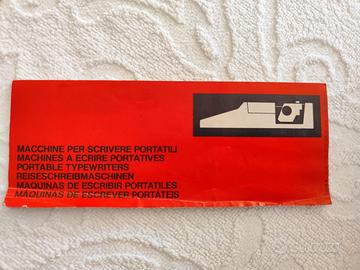 MACCHINE PER SCRIVERE PORTATILI
MACHINES A ECRIRE PORTATIVES
PORTABLE TYPEWRITERS
REISESCHREIBMASCHINEN
MAQUINAS DE ESCRIBIR PORTATILES
MAQUINAS DE ESCREVER PORTATEIS